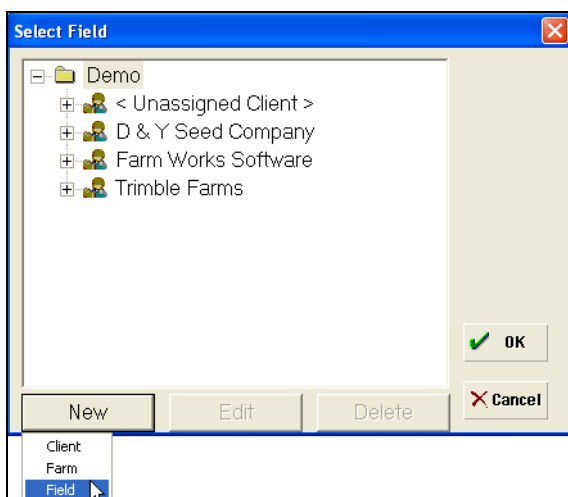 Select Field
Demo
< Unassigned Client >
D & Y Seed Company
Farm Works Software
Trimble Farms
OK
Cancel
New Edit Delete
Client
Farm
Field